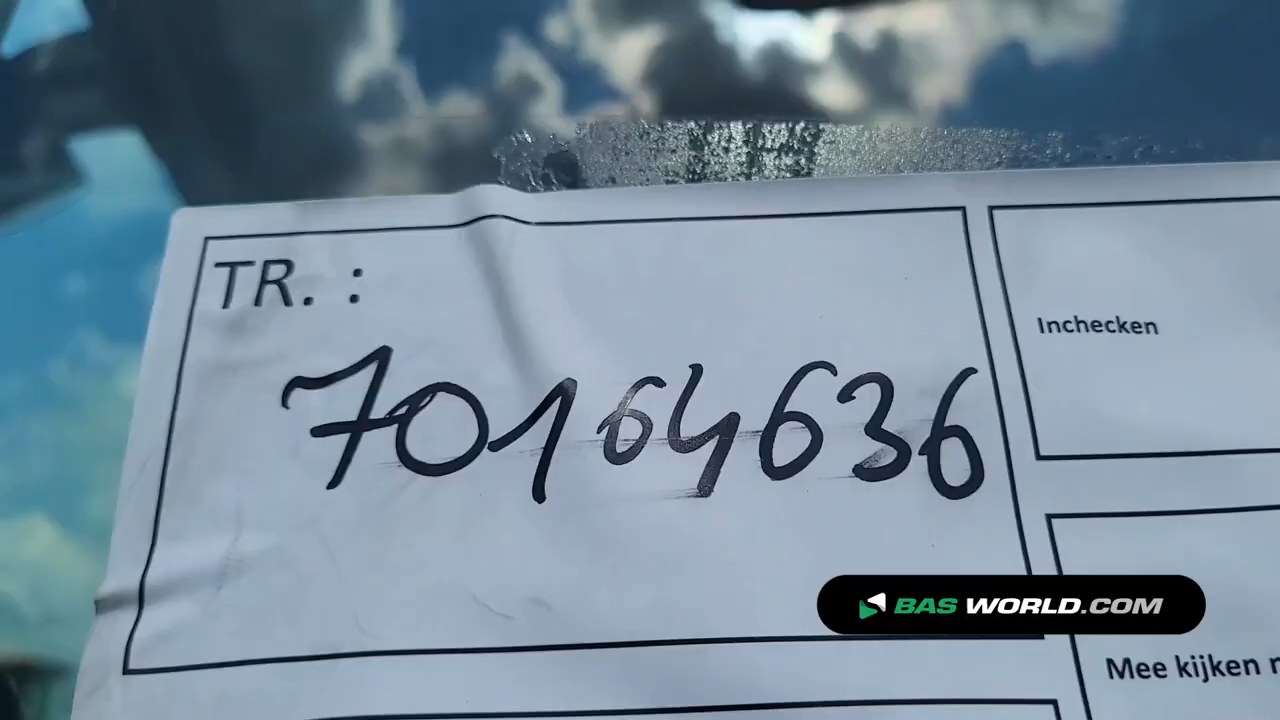 TR. :
70164636
Inchecken
BAS WORLD.COM
Mee kijken